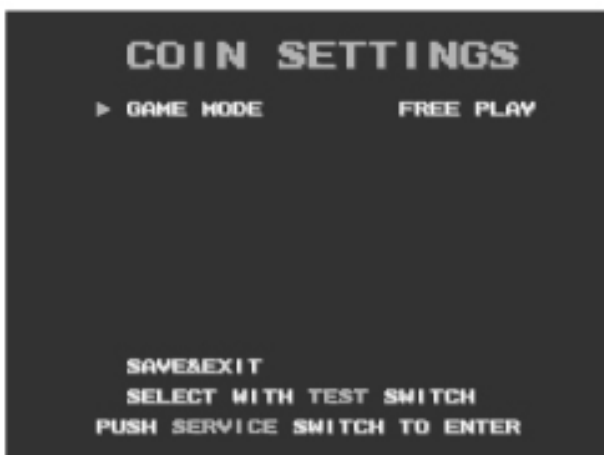 COIN SETTINGS
▶ GAME MODE FREE PLAY
SAVE&EXIT
SELECT WITH TEST SWITCH
PUSH SERVICE SWITCH TO ENTER